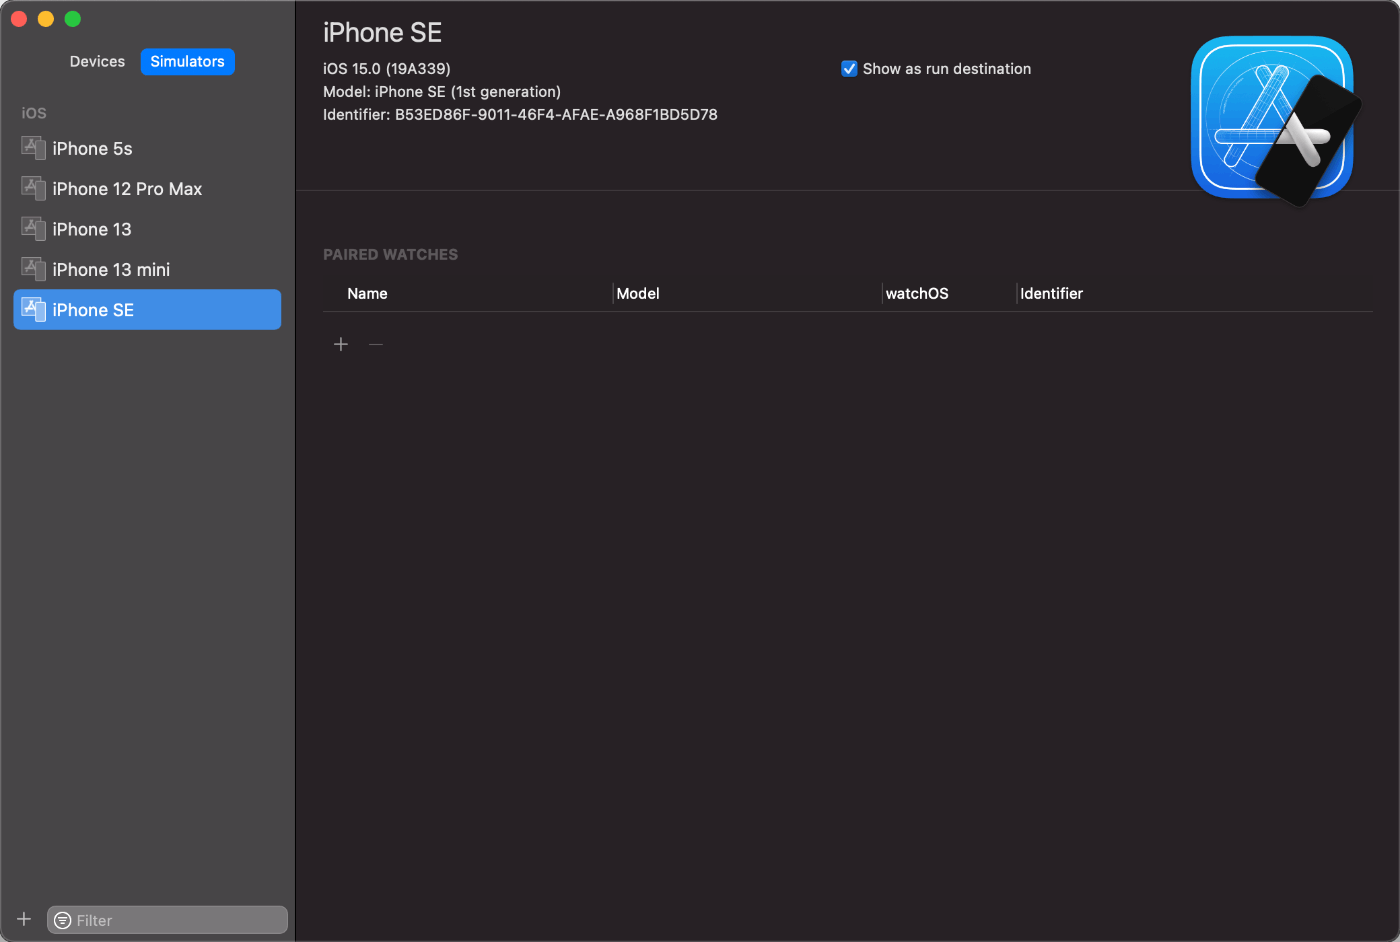 Devices
Simulators
iOS
iPhone 5s
iPhone 12 Pro Max
iPhone 13
iPhone 13 mini
iPhone SE
Filter
iPhone SE
iOS 15.0 (19A339)
Model: iPhone SE (1st generation)
Identifier: B53ED86F-9011-46F4-AFAE-A968F1BD5D78
Show as run destination
PAIRED WATCHES
Name Model watchOS Identifier